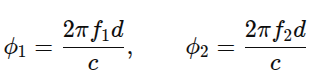 ϕ₁ = 2πf₁d / c, ϕ₂ = 2πf₂d / c